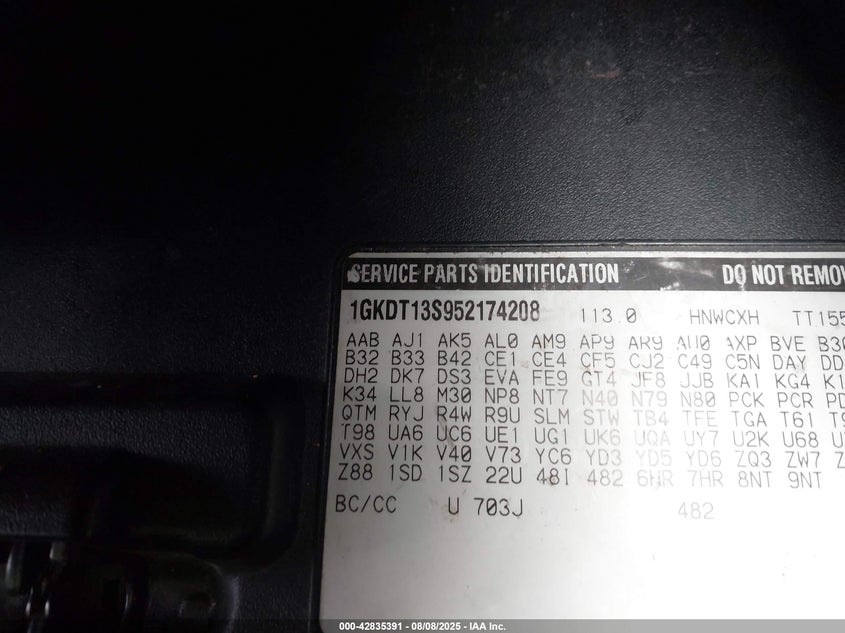 SERVICE PARTS IDENTIFICATION DO NOT REMOV
1GKDT13S952174208 113.0 HNWCXH TT155
AAB AJ1 AK5 AL0 AM9 AP9 AR9 AU0 AXP BVE B30
B32 B33 B42 CE1 CE4 CF5 CJ2 C49 C5N DAY DD
DH2 DK7 DS3 EVA FE9 GT4 JF8 JJB KA1 KG4 K1
K34 LL8 M30 NP8 NT7 N40 N79 N80 PCK PCR PD
QTM RYJ R4W R9U SLM STW TB4 TFE TGA T61 T9
T98 UA6 UC6 UE1 UG1 UK6 UQA UY7 U2K U68
VXS V1K V40 V73 YC6 YD3 YD5 YD6 ZQ3 ZW7 Z
Z88 1SD 1SZ 22U 48I 482 6HR 7HR 8NT 9NT
BC/CC U 703J 482
000-42835391 - 08/08/2025 - IAA Inc.